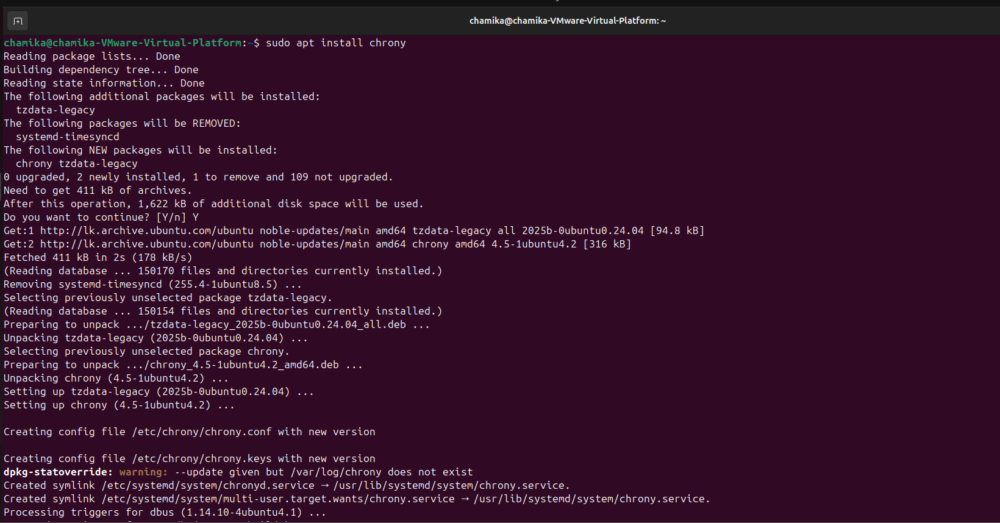 chamika@chamika-VMware-Virtual-Platform: ~
chamika@chamika-VMware-Virtual-Platform:~$ sudo apt install chrony
Reading package lists... Done
Building dependency tree... Done
Reading state information... Done
The following additional packages will be installed:
  tzdata-legacy
The following packages will be REMOVED:
  systemd-timesyncd
The following NEW packages will be installed:
  chrony tzdata-legacy
0 upgraded, 2 newly installed, 1 to remove and 109 not upgraded.
Need to get 411 kB of archives.
After this operation, 1,622 kB of additional disk space will be used.
Do you want to continue? [Y/n] Y
Get:1 http://lk.archive.ubuntu.com/ubuntu noble-updates/main amd64 tzdata-legacy all 2025b-0ubuntu0.24.04 [94.8 kB]
Get:2 http://lk.archive.ubuntu.com/ubuntu noble-updates/main amd64 chrony amd64 4.5-1ubuntu4.2 [316 kB]
Fetched 411 kB in 2s (178 kB/s)
(Reading database ... 150170 files and directories currently installed.)
Removing systemd-timesyncd (255.4-1ubuntu8.5) ...
Selecting previously unselected package tzdata-legacy.
(Reading database ... 150154 files and directories currently installed.)
Preparing to unpack .../tzdata-legacy_2025b-0ubuntu0.24.04_all.deb ...
Unpacking tzdata-legacy (2025b-0ubuntu0.24.04) ...
Selecting previously unselected package chrony.
Preparing to unpack .../chrony_4.5-1ubuntu4.2_amd64.deb ...
Unpacking chrony (4.5-1ubuntu4.2) ...
Setting up tzdata-legacy (2025b-0ubuntu0.24.04) ...
Setting up chrony (4.5-1ubuntu4.2) ...

Creating config file /etc/chrony/chrony.conf with new version

Creating config file /etc/chrony/chrony.keys with new version
dpkg-statoverride: warning: --update given but /var/log/chrony does not exist
Created symlink /etc/systemd/system/chronyd.service → /usr/lib/systemd/system/chrony.service.
Created symlink /etc/systemd/system/multi-user.target.wants/chrony.service → /usr/lib/systemd/system/chrony.service.
Processing triggers for dbus (1.14.10-4ubuntu4.1) ...